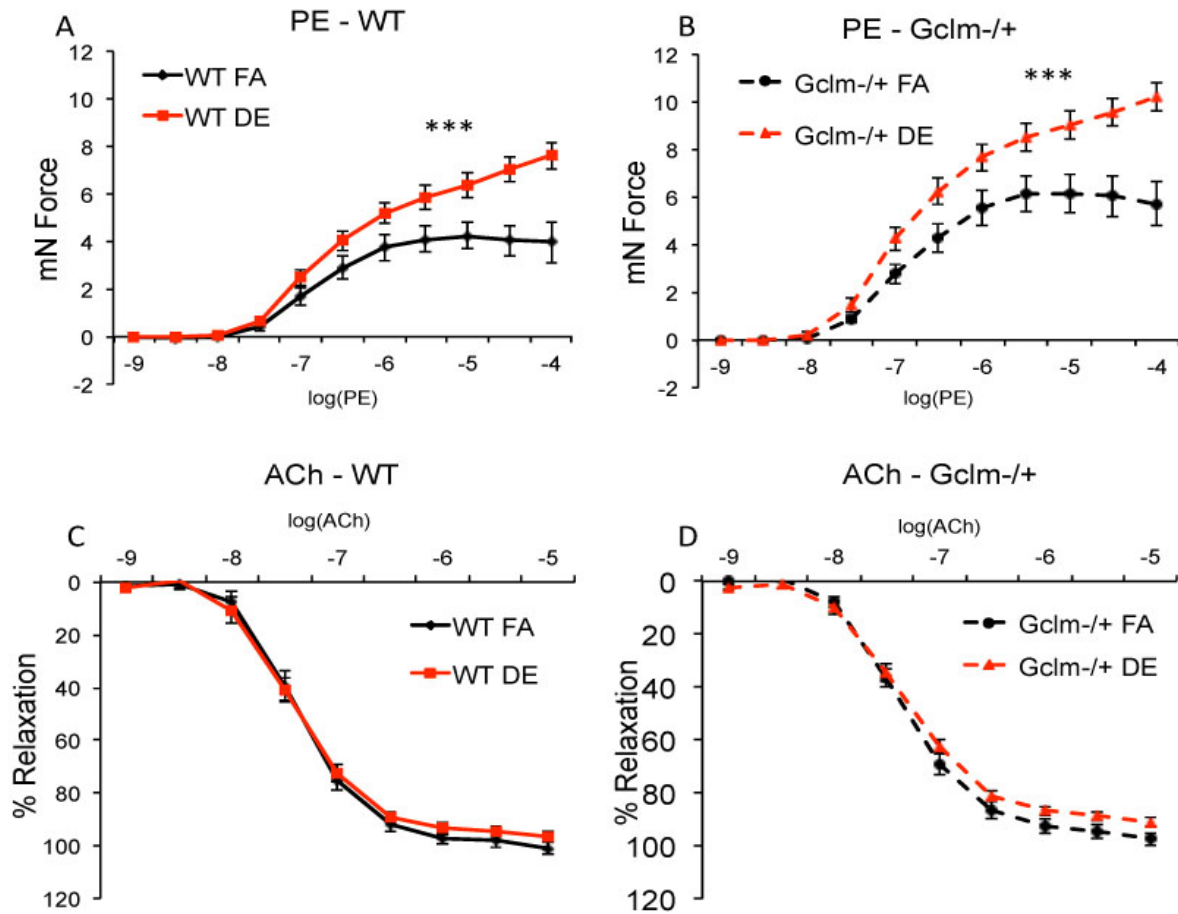 A
PE - WT
12
10
8
6
4
2
0
-2
mN Force
WT FA
WT DE
***
-9
-8
-7
-6
-5
-4
log(PE)
B
PE - Gclm-/+
12
10
8
6
4
2
0
-2
mN Force
Gclm-/+ FA
Gclm-/+ DE
***
-9
-8
-7
-6
-5
-4
log(PE)
C
ACh - WT
log(ACh)
-9
-8
-7
-6
-5
0
20
40
60
80
100
120
% Relaxation
WT FA
WT DE
D
ACh - Gclm-/+
log(ACh)
-9
-8
-7
-6
-5
0
20
40
60
80
100
120
% Relaxation
Gclm-/+ FA
Gclm-/+ DE